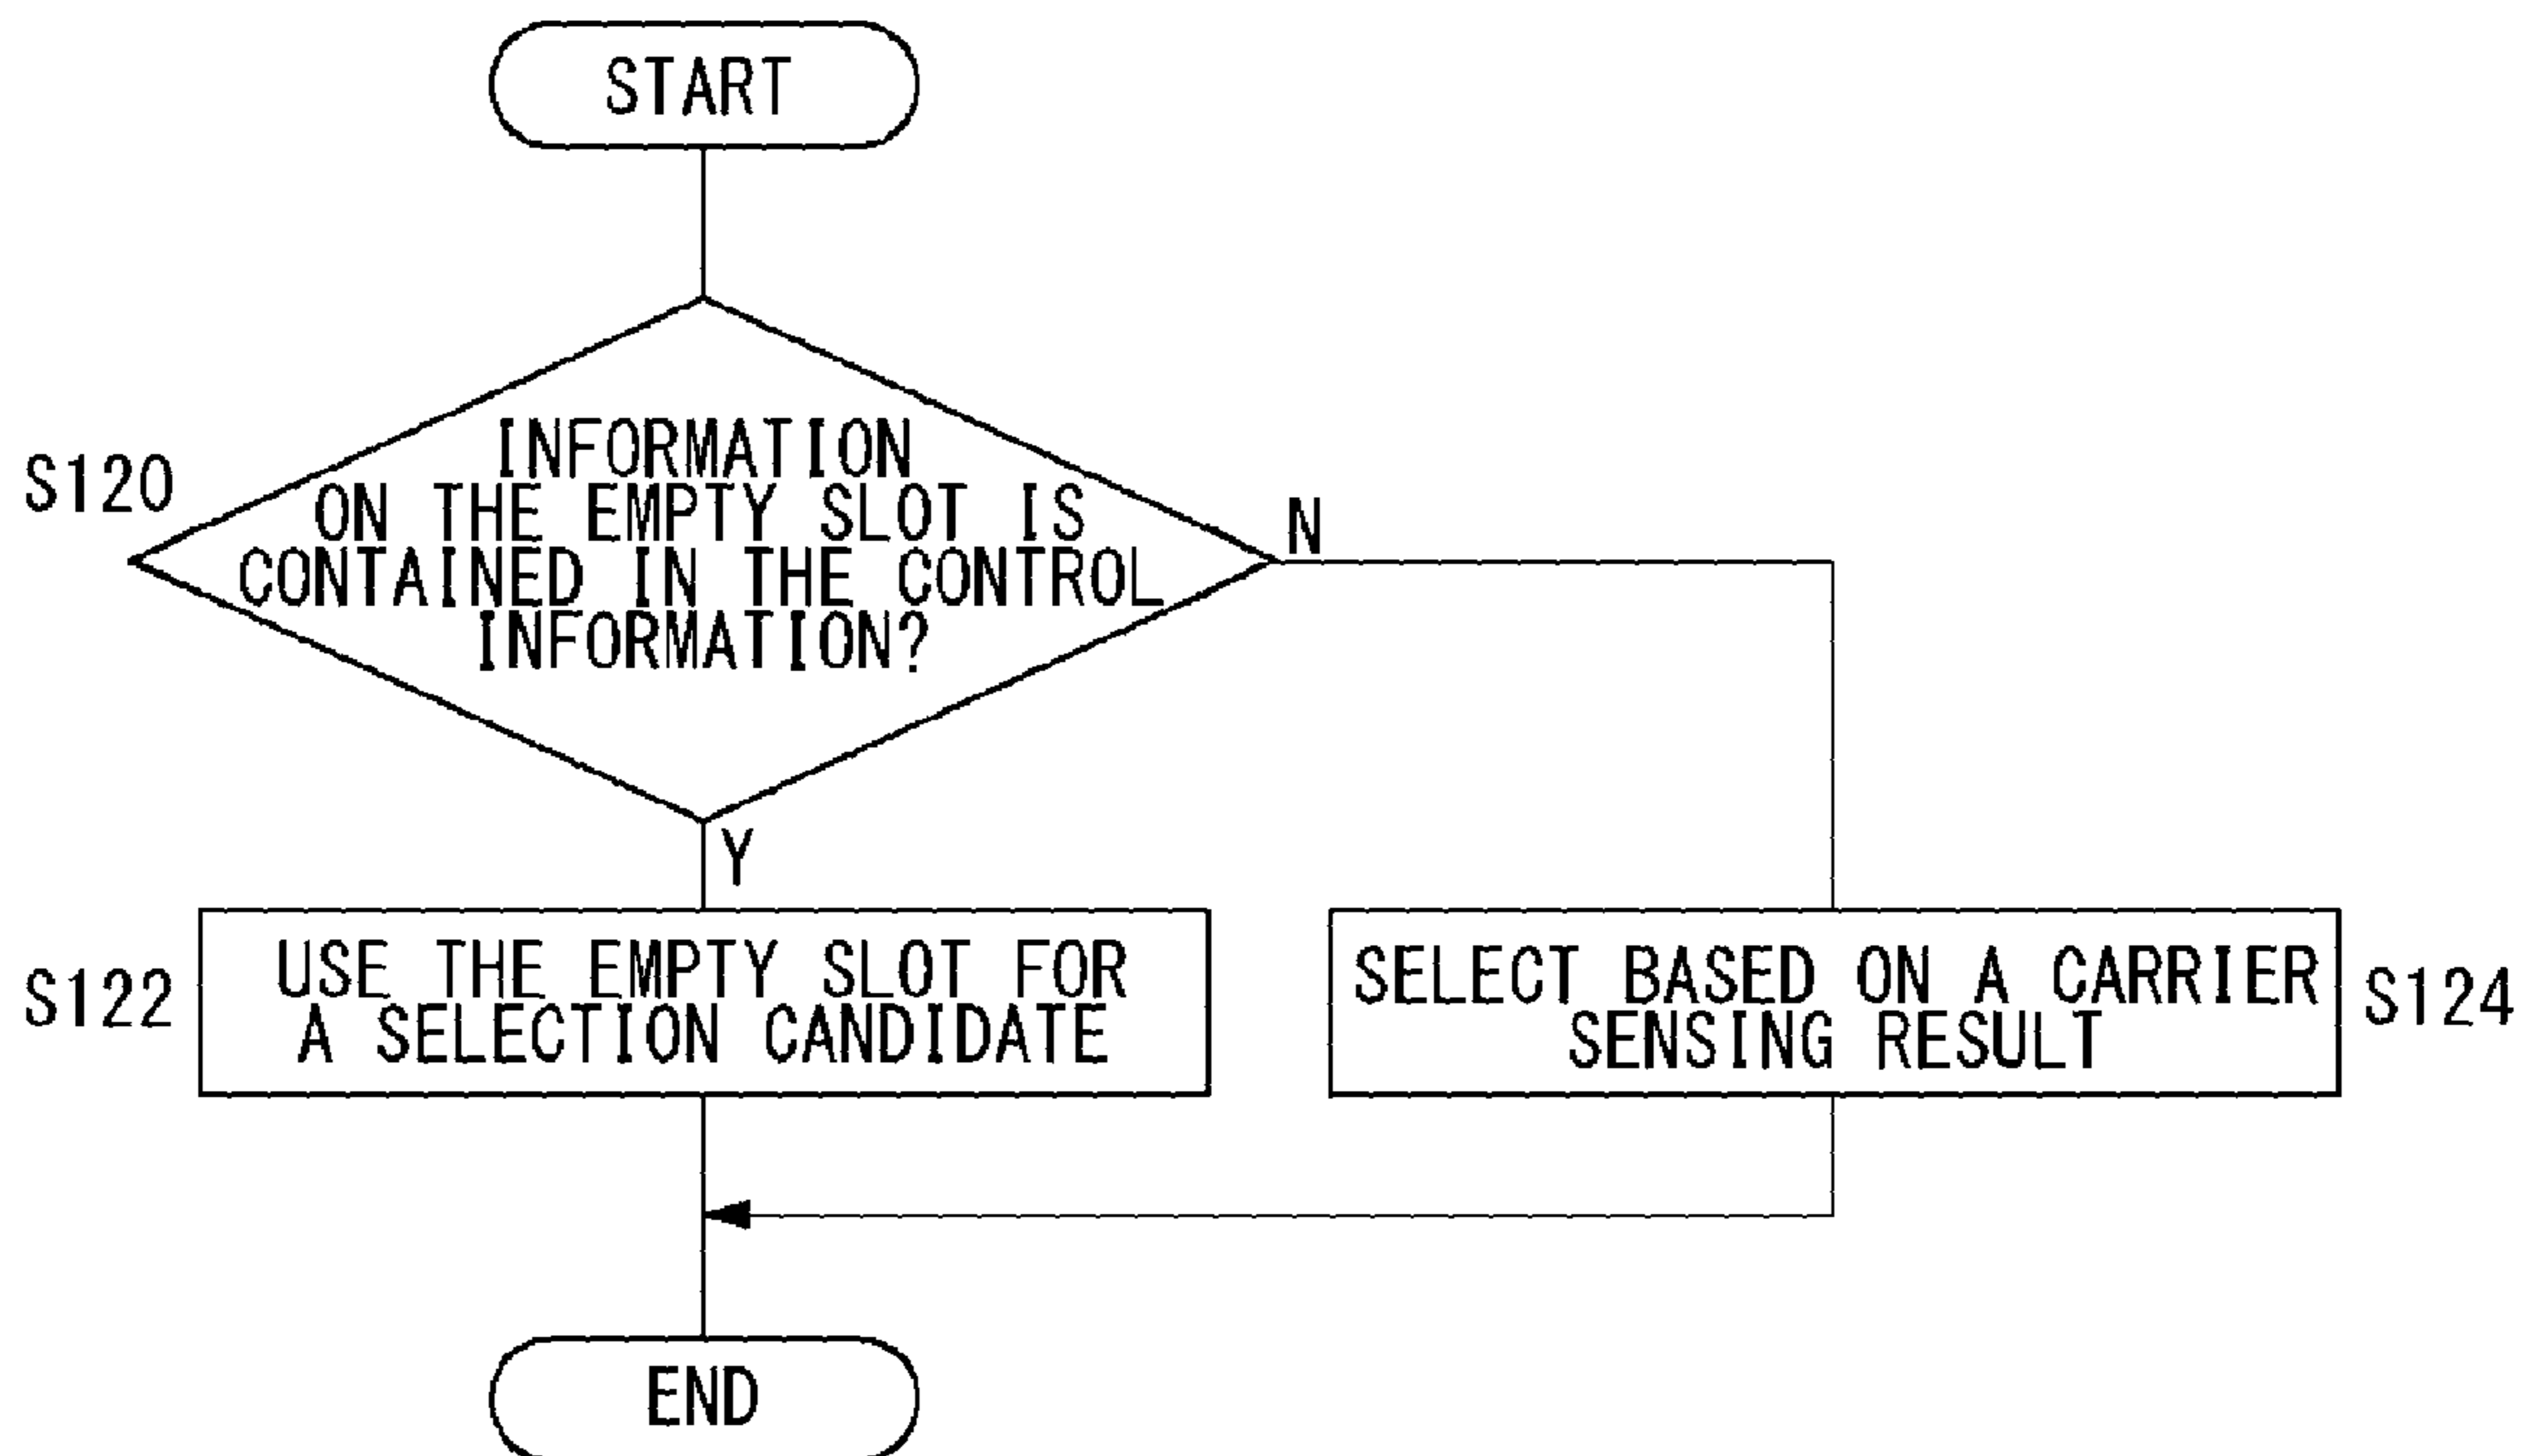 START
S120
INFORMATION
ON THE EMPTY SLOT IS
CONTAINED IN THE CONTROL
INFORMATION?
N
Y
S122
USE THE EMPTY SLOT FOR
A SELECTION CANDIDATE
SELECT BASED ON A CARRIER
SENSING RESULT
S124
END